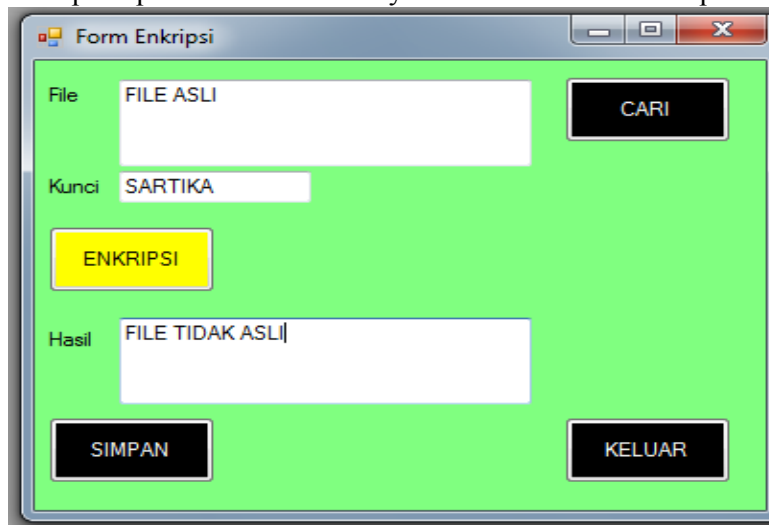 Form Enkripsi
File FILE ASLI CARI
Kunci SARTIKA
ENKRIPSI
Hasil FILE TIDAK ASLI
SIMPAN KELUAR